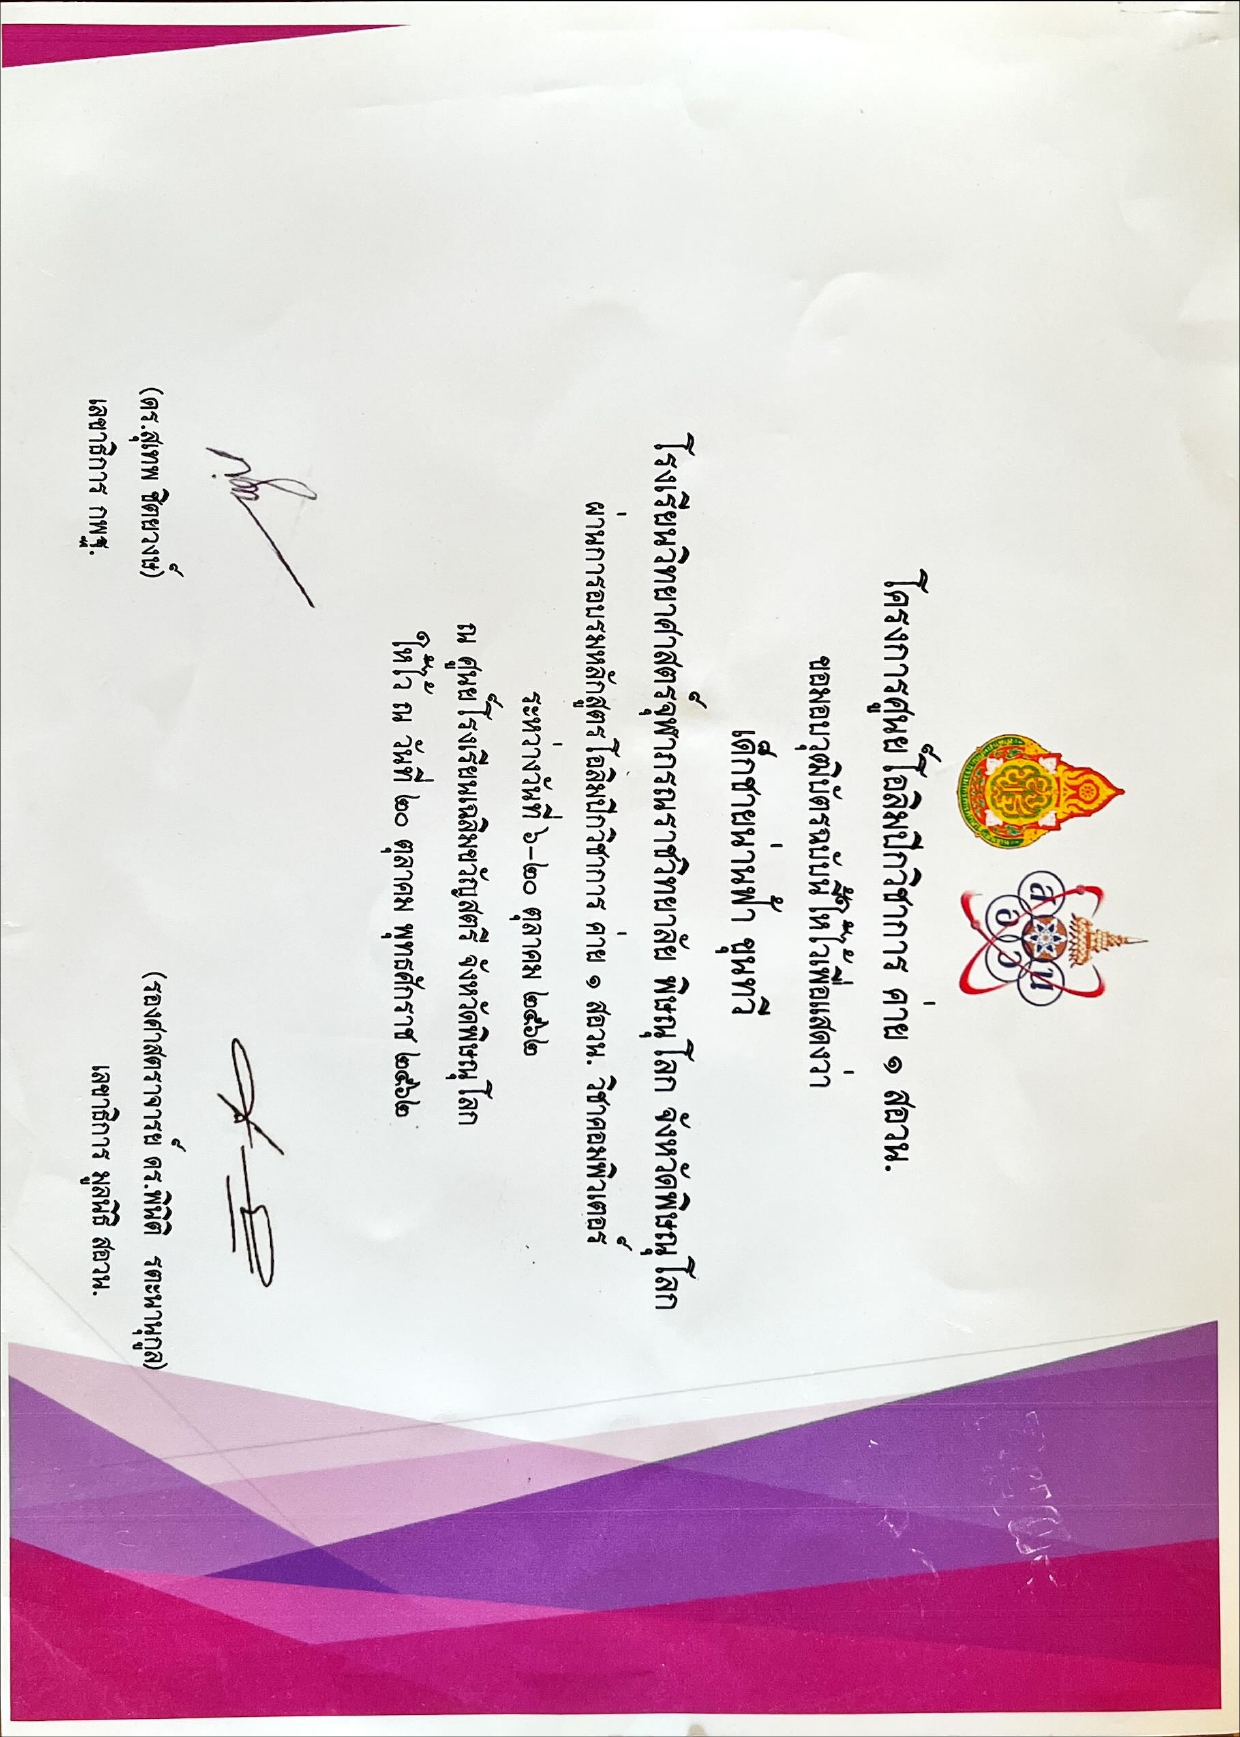 ส อ ว น
โครงการศูนย์โอลิมปิกวิชาการ ค่าย ๑ สอวน.
ขอมอบวุฒิบัตรฉบับนี้ให้ไว้เพื่อแสดงว่า
เด็กชายน่านฟ้า ขุนทวี
โรงเรียนวิทยาศาสตร์จุฬาภรณราชวิทยาลัย พิษณุโลก จังหวัดพิษณุโลก
ผ่านการอบรมหลักสูตรโอลิมปิกวิชาการ ค่าย ๑ สอวน. วิชาคอมพิวเตอร์
ระหว่างวันที่ ๖-๒๐ ตุลาคม ๒๕๖๒
ณ ศูนย์โรงเรียนเฉลิมขวัญสตรี จังหวัดพิษณุโลก
ให้ไว้ ณ วันที่ ๒๐ ตุลาคม พุทธศักราช ๒๕๖๒
(ดร.สุเทพ ชิตยวงษ์)
เลขาธิการ กพฐ.
(รองศาสตราจารย์ ดร.พินิติ รตะนานุกูล)
เลขาธิการ มูลนิธิ สอวน.